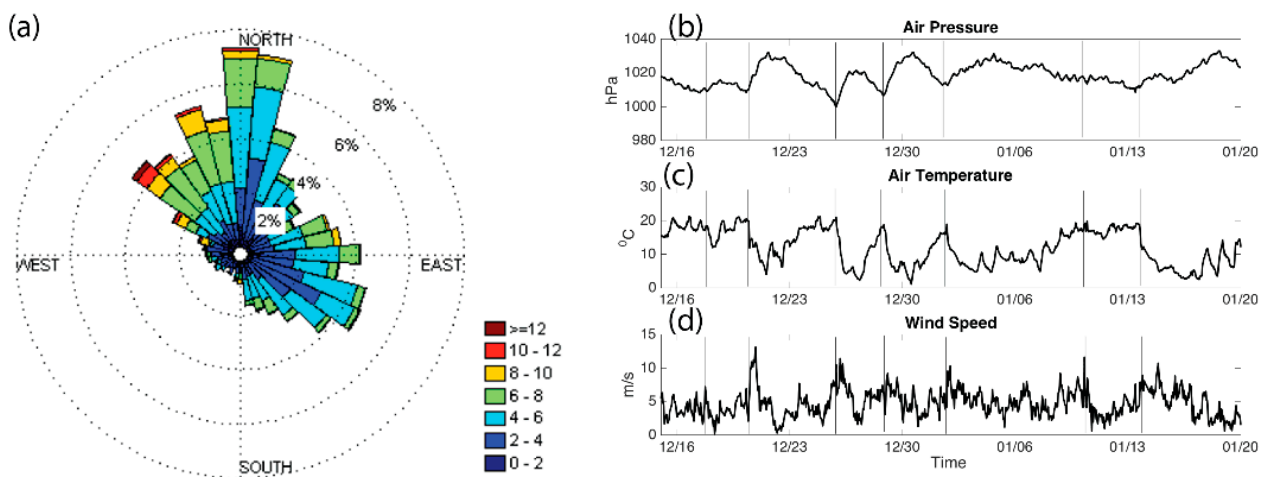 (a)
NORTH
8%
6%
4%
2%
WEST
EAST
SOUTH
>=12
10 - 12
8 - 10
6 - 8
4 - 6
2 - 4
0 - 2
(b)
Air Pressure
hPa
1040
1020
1000
980
12/16 12/23 12/30 01/06 01/13 01/20
(c)
Air Temperature
⁰C
30
20
10
0
12/16 12/23 12/30 01/06 01/13 01/20
(d)
Wind Speed
m/s
15
10
5
0
12/16 12/23 12/30 01/06 01/13 01/20
Time